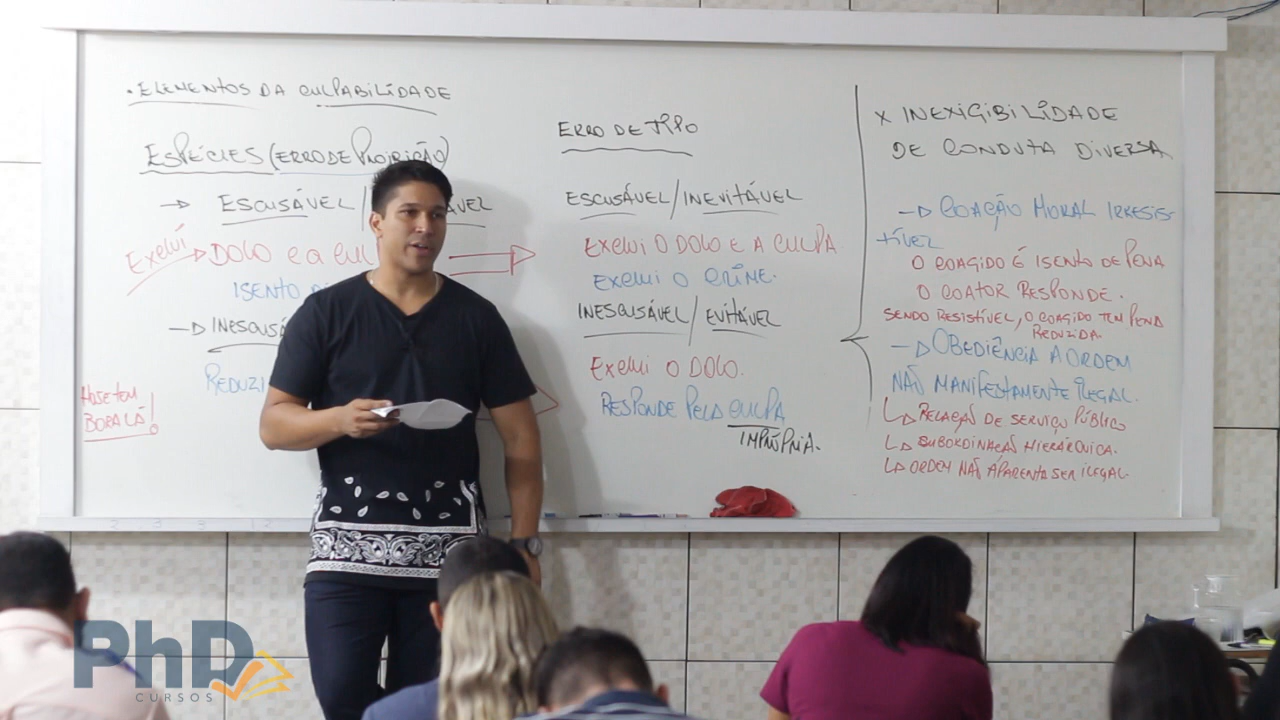 . ELEMENTOS DA CULPABILIDADE
ESPÉCIES (ERRO DE PROIBIÇÃO)
→ ESCUSÁVEL / ÁVEL
Exclui → DOLO e a CUL
ISENTO
→ INESCUSÁ
REDUZI
Hoje tem
BORA LÁ!
ERRO DE TIPO
ESCUSÁVEL / INEVITÁVEL
Exclui O DOLO E A CULPA.
Exclui O CRIME.
INESCUSÁVEL / EVITÁVEL
Exclui O DOLO.
RESPONDE PELA CULPA
IMPRÓPRIA.
x INEXIGIBILIDADE
DE CONDUTA DIVERSA
→ COAÇÃO MORAL IRRESIS
TÍVEL
O COAGIDO É ISENTO DE PENA
O COATOR RESPONDE.
SENDO RESISTÍVEL, O COAGIDO TEM PENA
REDUZIDA.
→ OBEDIÊNCIA A ORDEM
NÃO MANIFESTAMENTE ILEGAL.
↳ RELAÇÃO DE SERVIÇO PÚBLICO
↳ SUBORDINAÇÃO HIERÁRQUICA.
↳ ORDEM NÃO APARENTA SER ILEGAL.
PhD
CURSOS